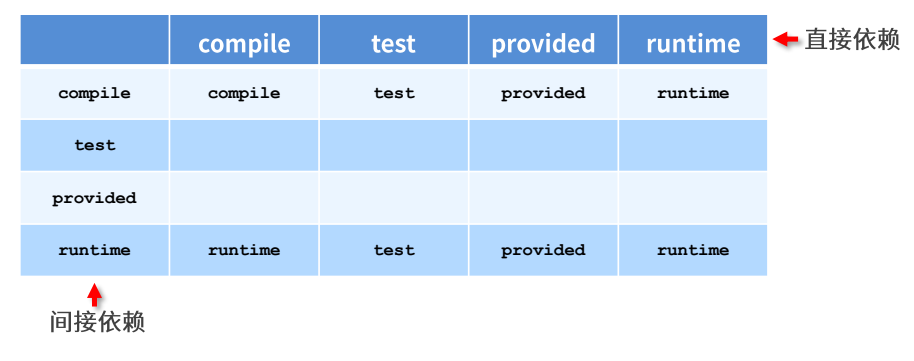 compile test provided runtime 直接依赖
compile compile test provided runtime
test
provided
runtime runtime test provided runtime
间接依赖